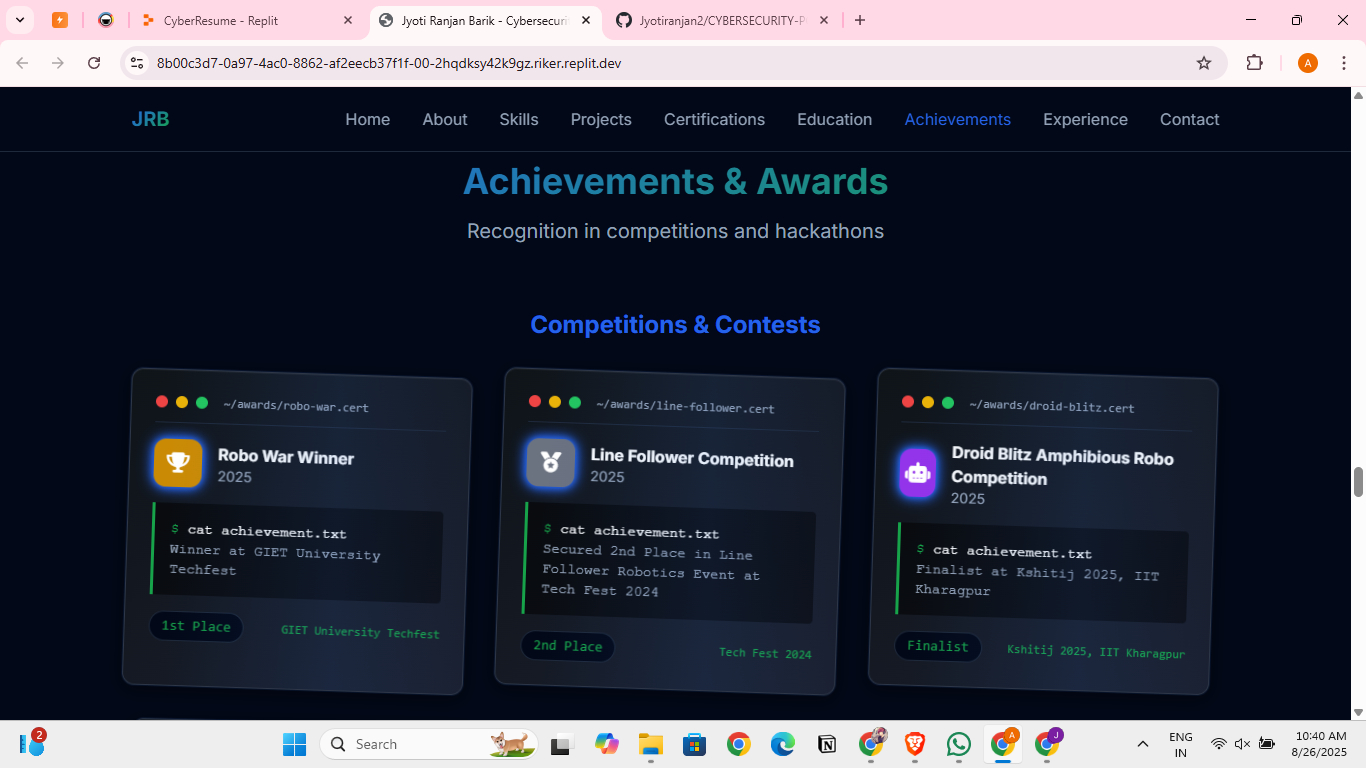 CyberResume - Replit
Jyoti Ranjan Barik - Cybersecuri
Jyotiranjan2/CYBERSECURITY-P
8b00c3d7-0a97-4ac0-8862-af2eecb37f1f-00-2hqdksy42k9gz.riker.replit.dev
A
JRB
Home
About
Skills
Projects
Certifications
Education
Achievements
Experience
Contact
Achievements & Awards
Recognition in competitions and hackathons
Competitions & Contests
~/awards/robo-war.cert
Robo War Winner
2025
$ cat achievement.txt
Winner at GIET University
Techfest
1st Place
GIET University Techfest
~/awards/line-follower.cert
Line Follower Competition
2025
$ cat achievement.txt
Secured 2nd Place in Line
Follower Robotics Event at
Tech Fest 2024
2nd Place
Tech Fest 2024
~/awards/droid-blitz.cert
Droid Blitz Amphibious Robo
Competition
2025
$ cat achievement.txt
Finalist at Kshitij 2025, IIT
Kharagpur
Finalist
Kshitij 2025, IIT Kharagpur
2
Search
A
J
ENG
IN
10:40 AM
8/26/2025